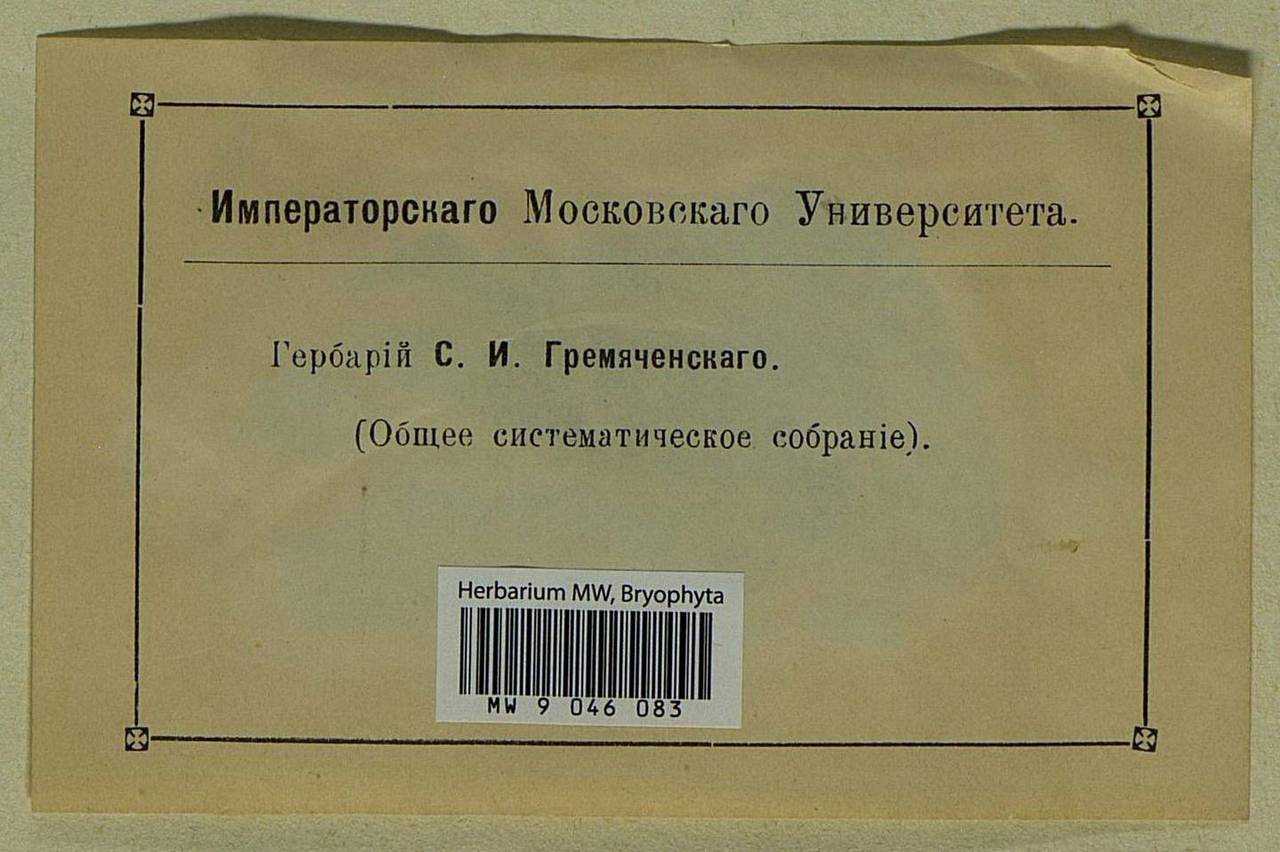 Императорскаго Московскаго Университета.
Гербарій С. И. Гремяченскаго.
(Общее систематическое собраніе).
Herbarium MW, Bryophyta
MW 9 046 083